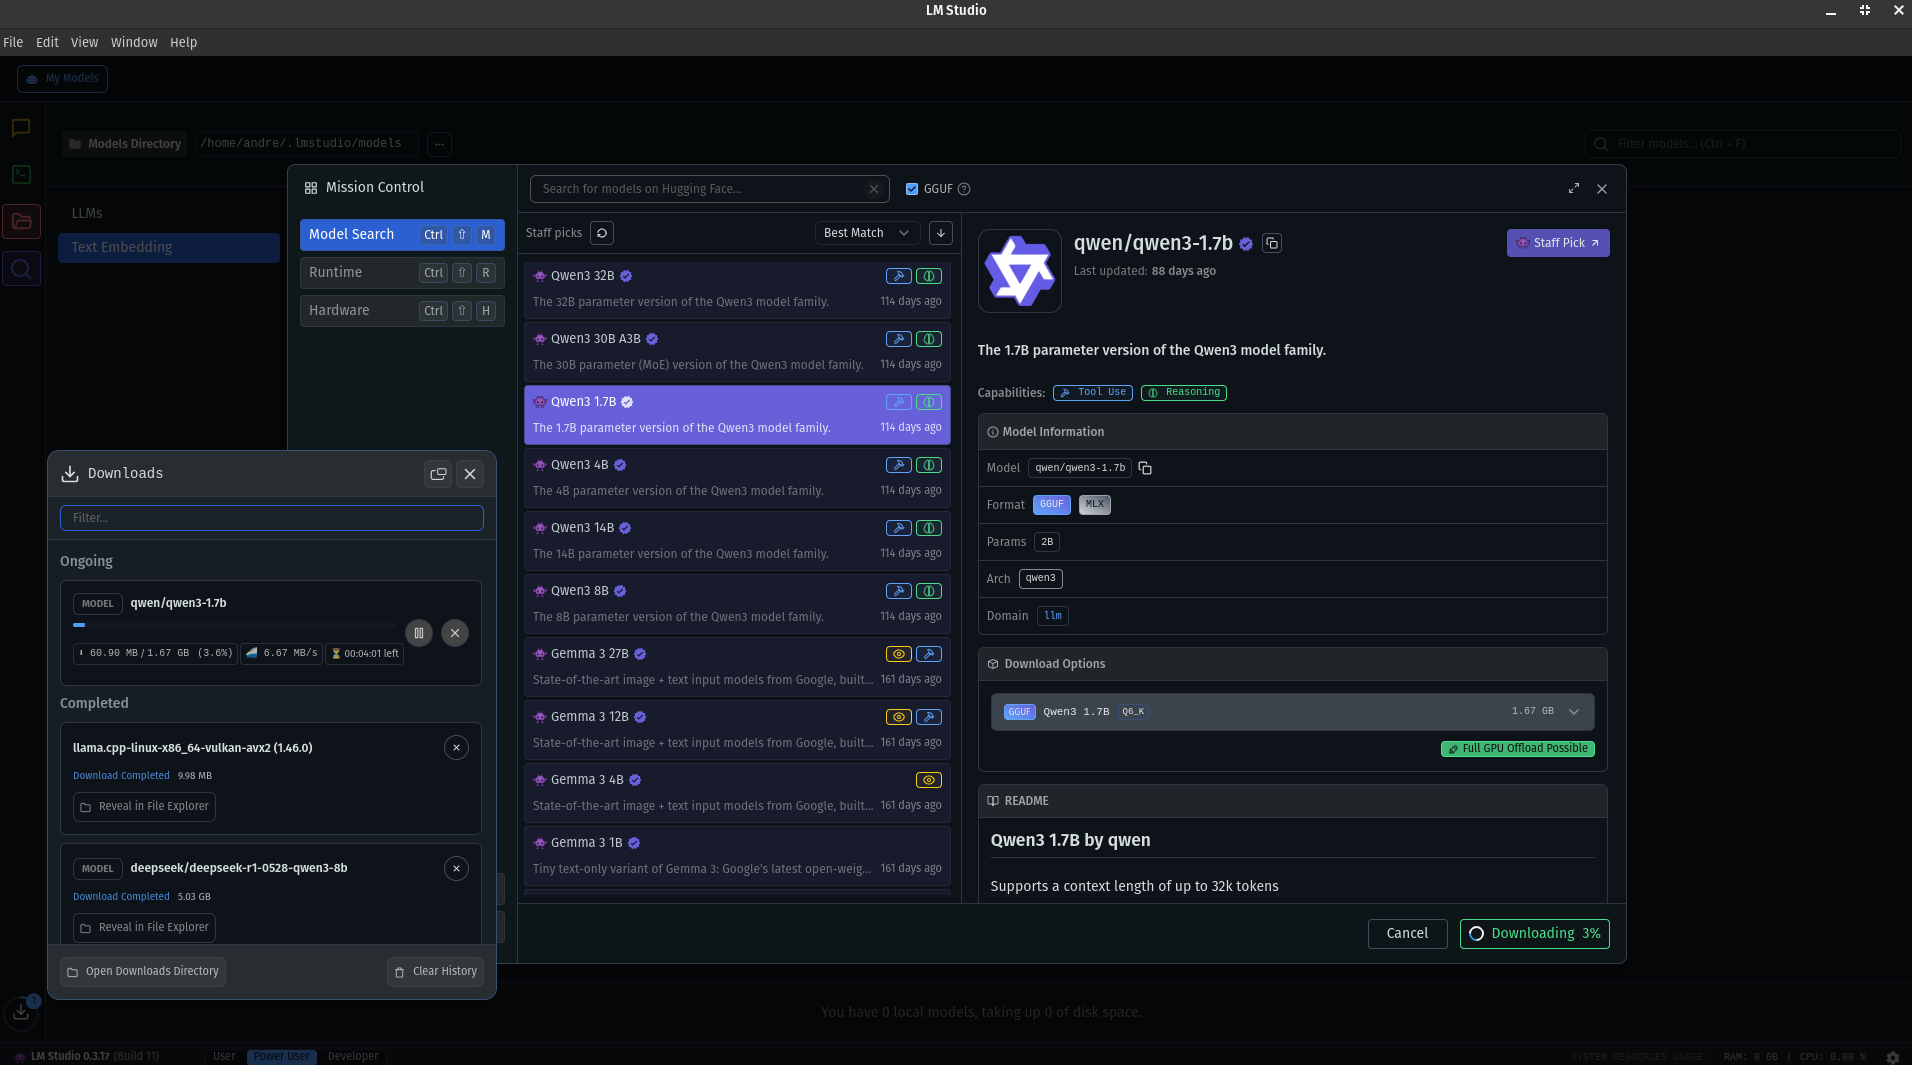 LM Studio
File Edit View Window Help
My Models
Models Directory /home/andre/.lmstudio/models ...
Filter models... (Ctrl + F)
LLMs
Text Embedding
Mission Control
Model Search Ctrl ⇧ M
Runtime Ctrl ⇧ R
Hardware Ctrl ⇧ H
Search for models on Hugging Face...
GGUF
Staff picks
Best Match
Qwen3 32B
The 32B parameter version of the Qwen3 model family. 114 days ago
Qwen3 30B A3B
The 30B parameter (MoE) version of the Qwen3 model family. 114 days ago
Qwen3 1.7B
The 1.7B parameter version of the Qwen3 model family. 114 days ago
Qwen3 4B
The 4B parameter version of the Qwen3 model family. 114 days ago
Qwen3 14B
The 14B parameter version of the Qwen3 model family. 114 days ago
Qwen3 8B
The 8B parameter version of the Qwen3 model family. 114 days ago
Gemma 3 27B
State-of-the-art image + text input models from Google, built... 161 days ago
Gemma 3 12B
State-of-the-art image + text input models from Google, built... 161 days ago
Gemma 3 4B
State-of-the-art image + text input models from Google, built... 161 days ago
Gemma 3 1B
Tiny text-only variant of Gemma 3: Google's latest open-weig... 161 days ago
qwen/qwen3-1.7b
Staff Pick
Last updated: 88 days ago
The 1.7B parameter version of the Qwen3 model family.
Capabilities: Tool Use Reasoning
Model Information
Model qwen/qwen3-1.7b
Format GGUF MLX
Params 2B
Arch qwen3
Domain llm
Download Options
GGUF Qwen3 1.7B Q6_K 1.67 GB
Full GPU Offload Possible
README
Qwen3 1.7B by qwen
Supports a context length of up to 32k tokens
Cancel Downloading 3%
Downloads
Filter...
Ongoing
MODEL qwen/qwen3-1.7b
60.90 MB / 1.67 GB (3.6%) 6.67 MB/s 00:04:01 left
Completed
llama.cpp-linux-x86_64-vulkan-avx2 (1.46.0)
Download Completed 9.98 MB
Reveal in File Explorer
MODEL deepseek/deepseek-r1-0528-qwen3-8b
Download Completed 5.03 GB
Reveal in File Explorer
Open Downloads Directory Clear History
1
You have 0 local models, taking up 0 of disk space.
LM Studio 0.3.17 (Build 11) User Power User Developer
SYSTEM RESOURCES USAGE: RAM: 0 GB | CPU: 0.00 %